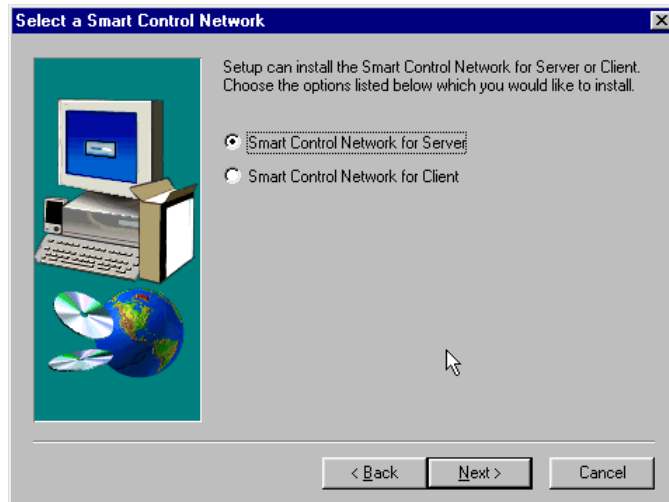 Select a Smart Control Network
Setup can install the Smart Control Network for Server or Client.
Choose the options listed below which you would like to install.
Smart Control Network for Server
Smart Control Network for Client
< Back
Next >
Cancel